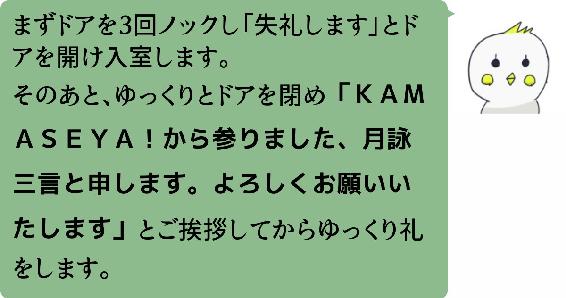 まずドアを3回ノックし「失礼します」とド
アを開け入室します。
そのあと、ゆっくりとドアを閉め「ＫＡＭ
ＡＳＥＹＡ！から参りました、月詠
三言と申します。よろしくお願いい
たします」とご挨拶してからゆっくり礼
をします。